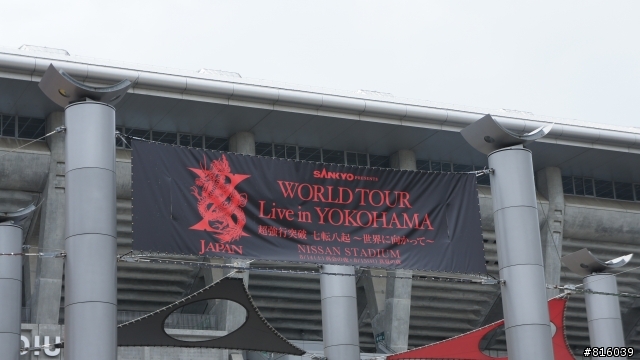 SANKYO PRESENTS
WORLD TOUR
Live in YOKOHAMA
超強行突破 七転八起 ～世界に向かって～
X JAPAN
NISSAN STADIUM
#816039